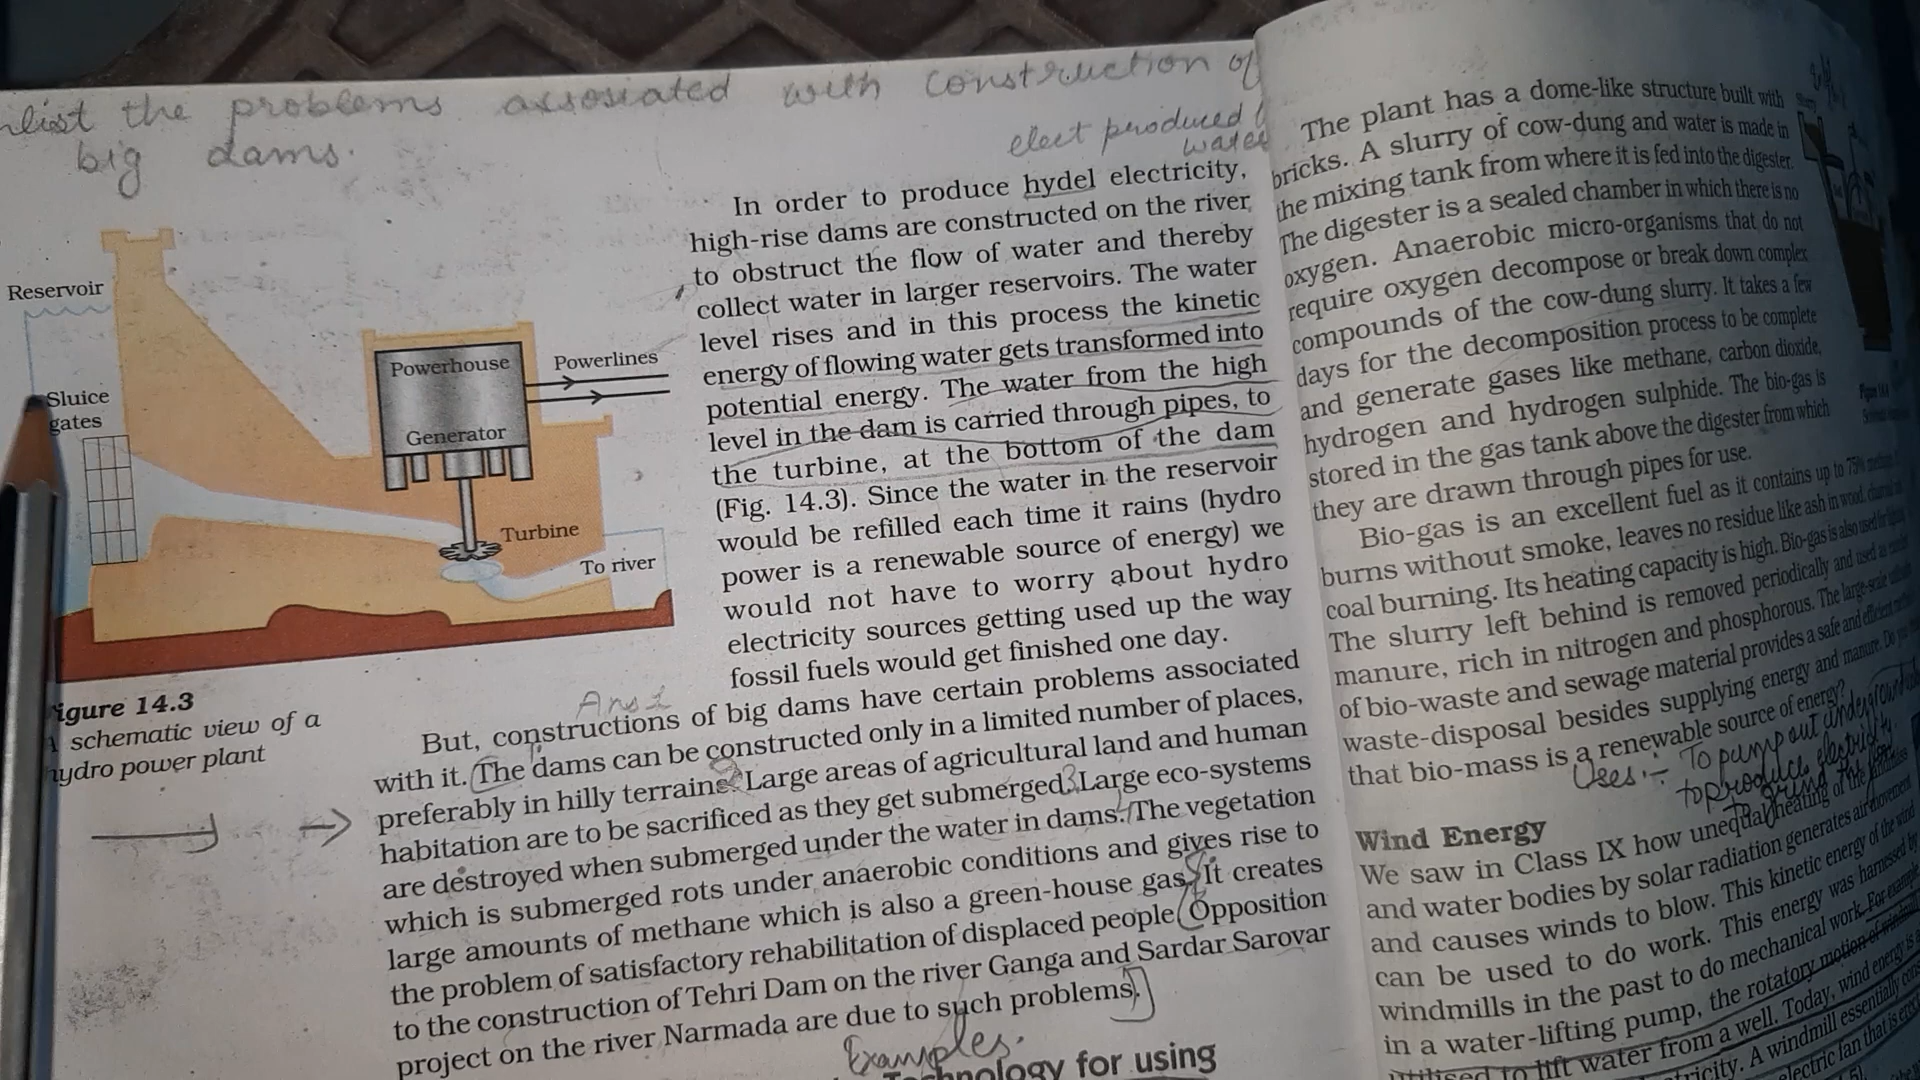 the problems assosiated with construction of
big dams.
elect produced
water
In order to produce hydel electricity,
high-rise dams are constructed on the river
to obstruct the flow of water and thereby
collect water in larger reservoirs. The water
level rises and in this process the kinetic
energy of flowing water gets transformed into
potential energy. The water from the high
level in the dam is carried through pipes, to
the turbine, at the bottom of the dam
(Fig. 14.3). Since the water in the reservoir
would be refilled each time it rains (hydro
power is a renewable source of energy) we
would not have to worry about hydro
electricity sources getting used up the way
fossil fuels would get finished one day.
Reservoir
Sluice
gates
Powerhouse
Generator
Powerlines
Turbine
To river
igure 14.3
A schematic view of a
hydro power plant
Ans
But, constructions of big dams have certain problems associated
with it. The dams can be constructed only in a limited number of places,
preferably in hilly terrains. Large areas of agricultural land and human
habitation are to be sacrificed as they get submerged. Large eco-systems
are destroyed when submerged under the water in dams. The vegetation
which is submerged rots under anaerobic conditions and gives rise to
large amounts of methane which is also a green-house gas. It creates
the problem of satisfactory rehabilitation of displaced people. Opposition
to the construction of Tehri Dam on the river Ganga and Sardar Sarovar
project on the river Narmada are due to such problems.
Examples.
for using
The plant has a dome-like structure built with
bricks. A slurry of cow-dung and water is made in
the mixing tank from where it is fed into the digester.
The digester is a sealed chamber in which there is no
oxygen. Anaerobic micro-organisms that do not
require oxygen decompose or break down complex
compounds of the cow-dung slurry. It takes a few
days for the decomposition process to be complete
and generate gases like methane, carbon dioxide,
hydrogen and hydrogen sulphide. The bio-gas is
stored in the gas tank above the digester from which
they are drawn through pipes for use.
Bio-gas is an excellent fuel as it contains up to 75%
burns without smoke, leaves no residue like ash in wood,
coal burning. Its heating capacity is high. Bio-gas is also used for
The slurry left behind is removed periodically and used as
manure, rich in nitrogen and phosphorous. The large-scale
of bio-waste and sewage material provides a safe and efficient
waste-disposal besides supplying energy and manure. Do you
that bio-mass is a renewable source of energy?
Uses :- To pump out underground
to produce electricity.
To grind
Wind Energy
We saw in Class IX how unequal heating of the
and water bodies by solar radiation generates air movement
and causes winds to blow. This kinetic energy of the wind
can be used to do work. This energy was harnessed by
windmills in the past to do mechanical work. For example,
in a water-lifting pump, the rotatory motion of windmill
utilised to lift water from a well. Today, wind energy is
A windmill essentially
electric fan that is